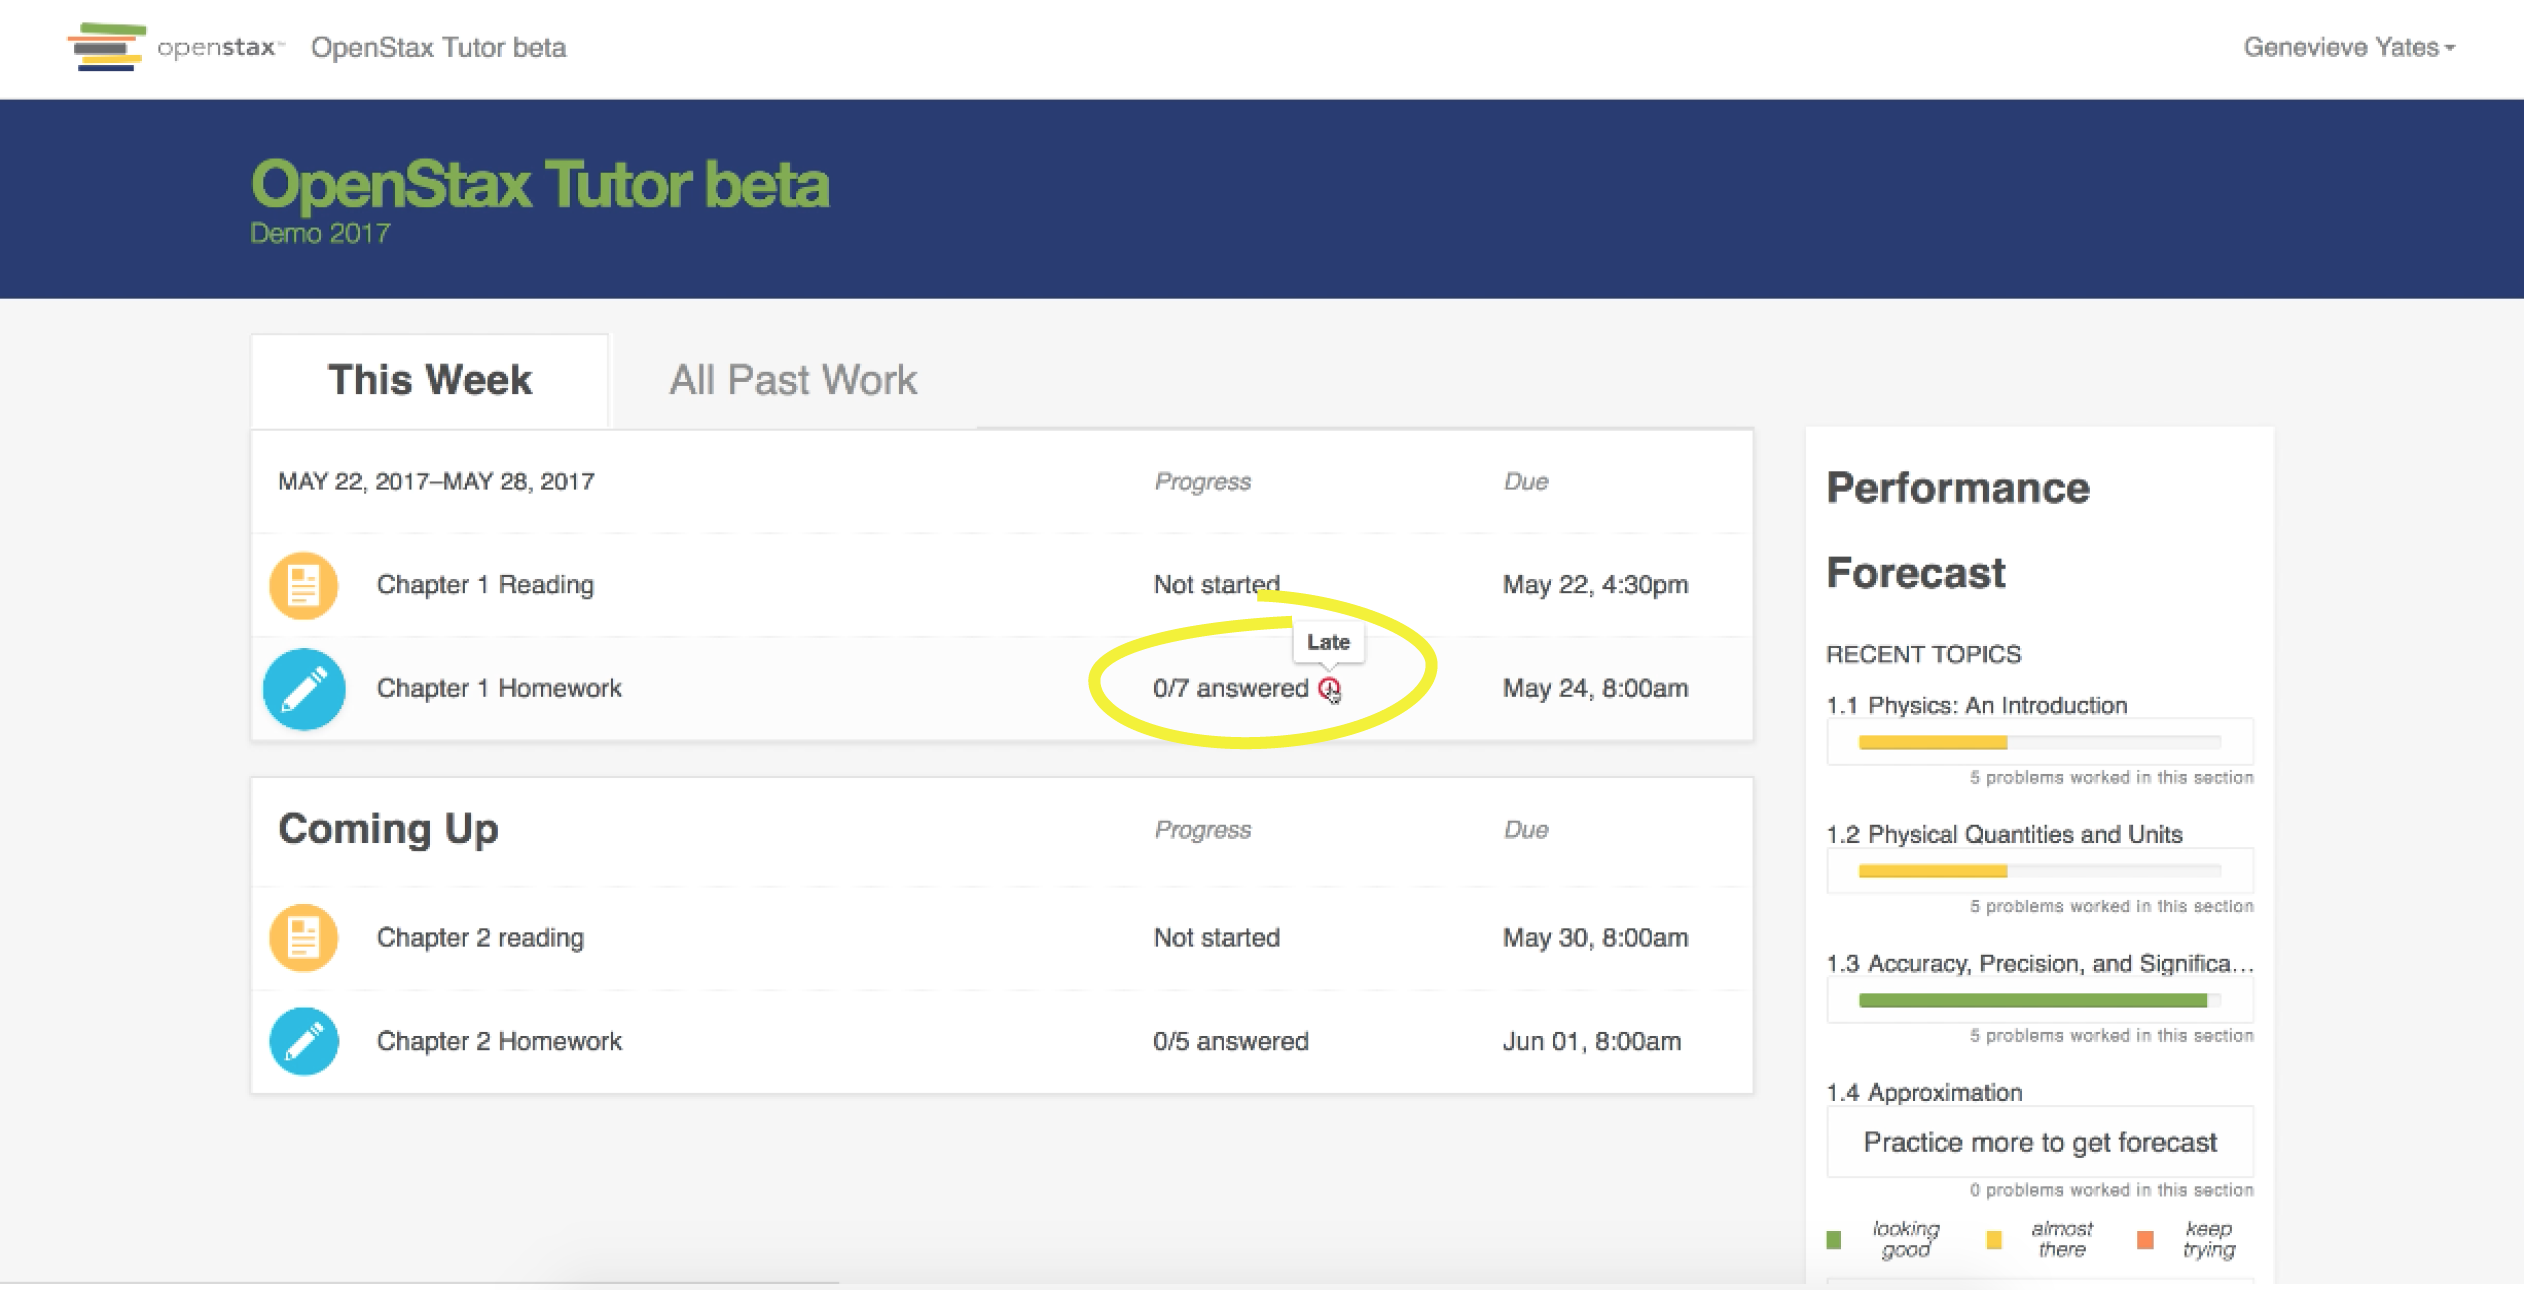 openstax™ OpenStax Tutor beta
Genevieve Yates
OpenStax Tutor beta
Demo 2017
This Week
All Past Work
MAY 22, 2017–MAY 28, 2017 Progress Due
Chapter 1 Reading Not started May 22, 4:30pm
Late
Chapter 1 Homework 0/7 answered May 24, 8:00am
Coming Up Progress Due
Chapter 2 reading Not started May 30, 8:00am
Chapter 2 Homework 0/5 answered Jun 01, 8:00am
Performance
Forecast
RECENT TOPICS
1.1 Physics: An Introduction
5 problems worked in this section
1.2 Physical Quantities and Units
5 problems worked in this section
1.3 Accuracy, Precision, and Significa...
5 problems worked in this section
1.4 Approximation
Practice more to get forecast
0 problems worked in this section
looking good
almost there
keep trying